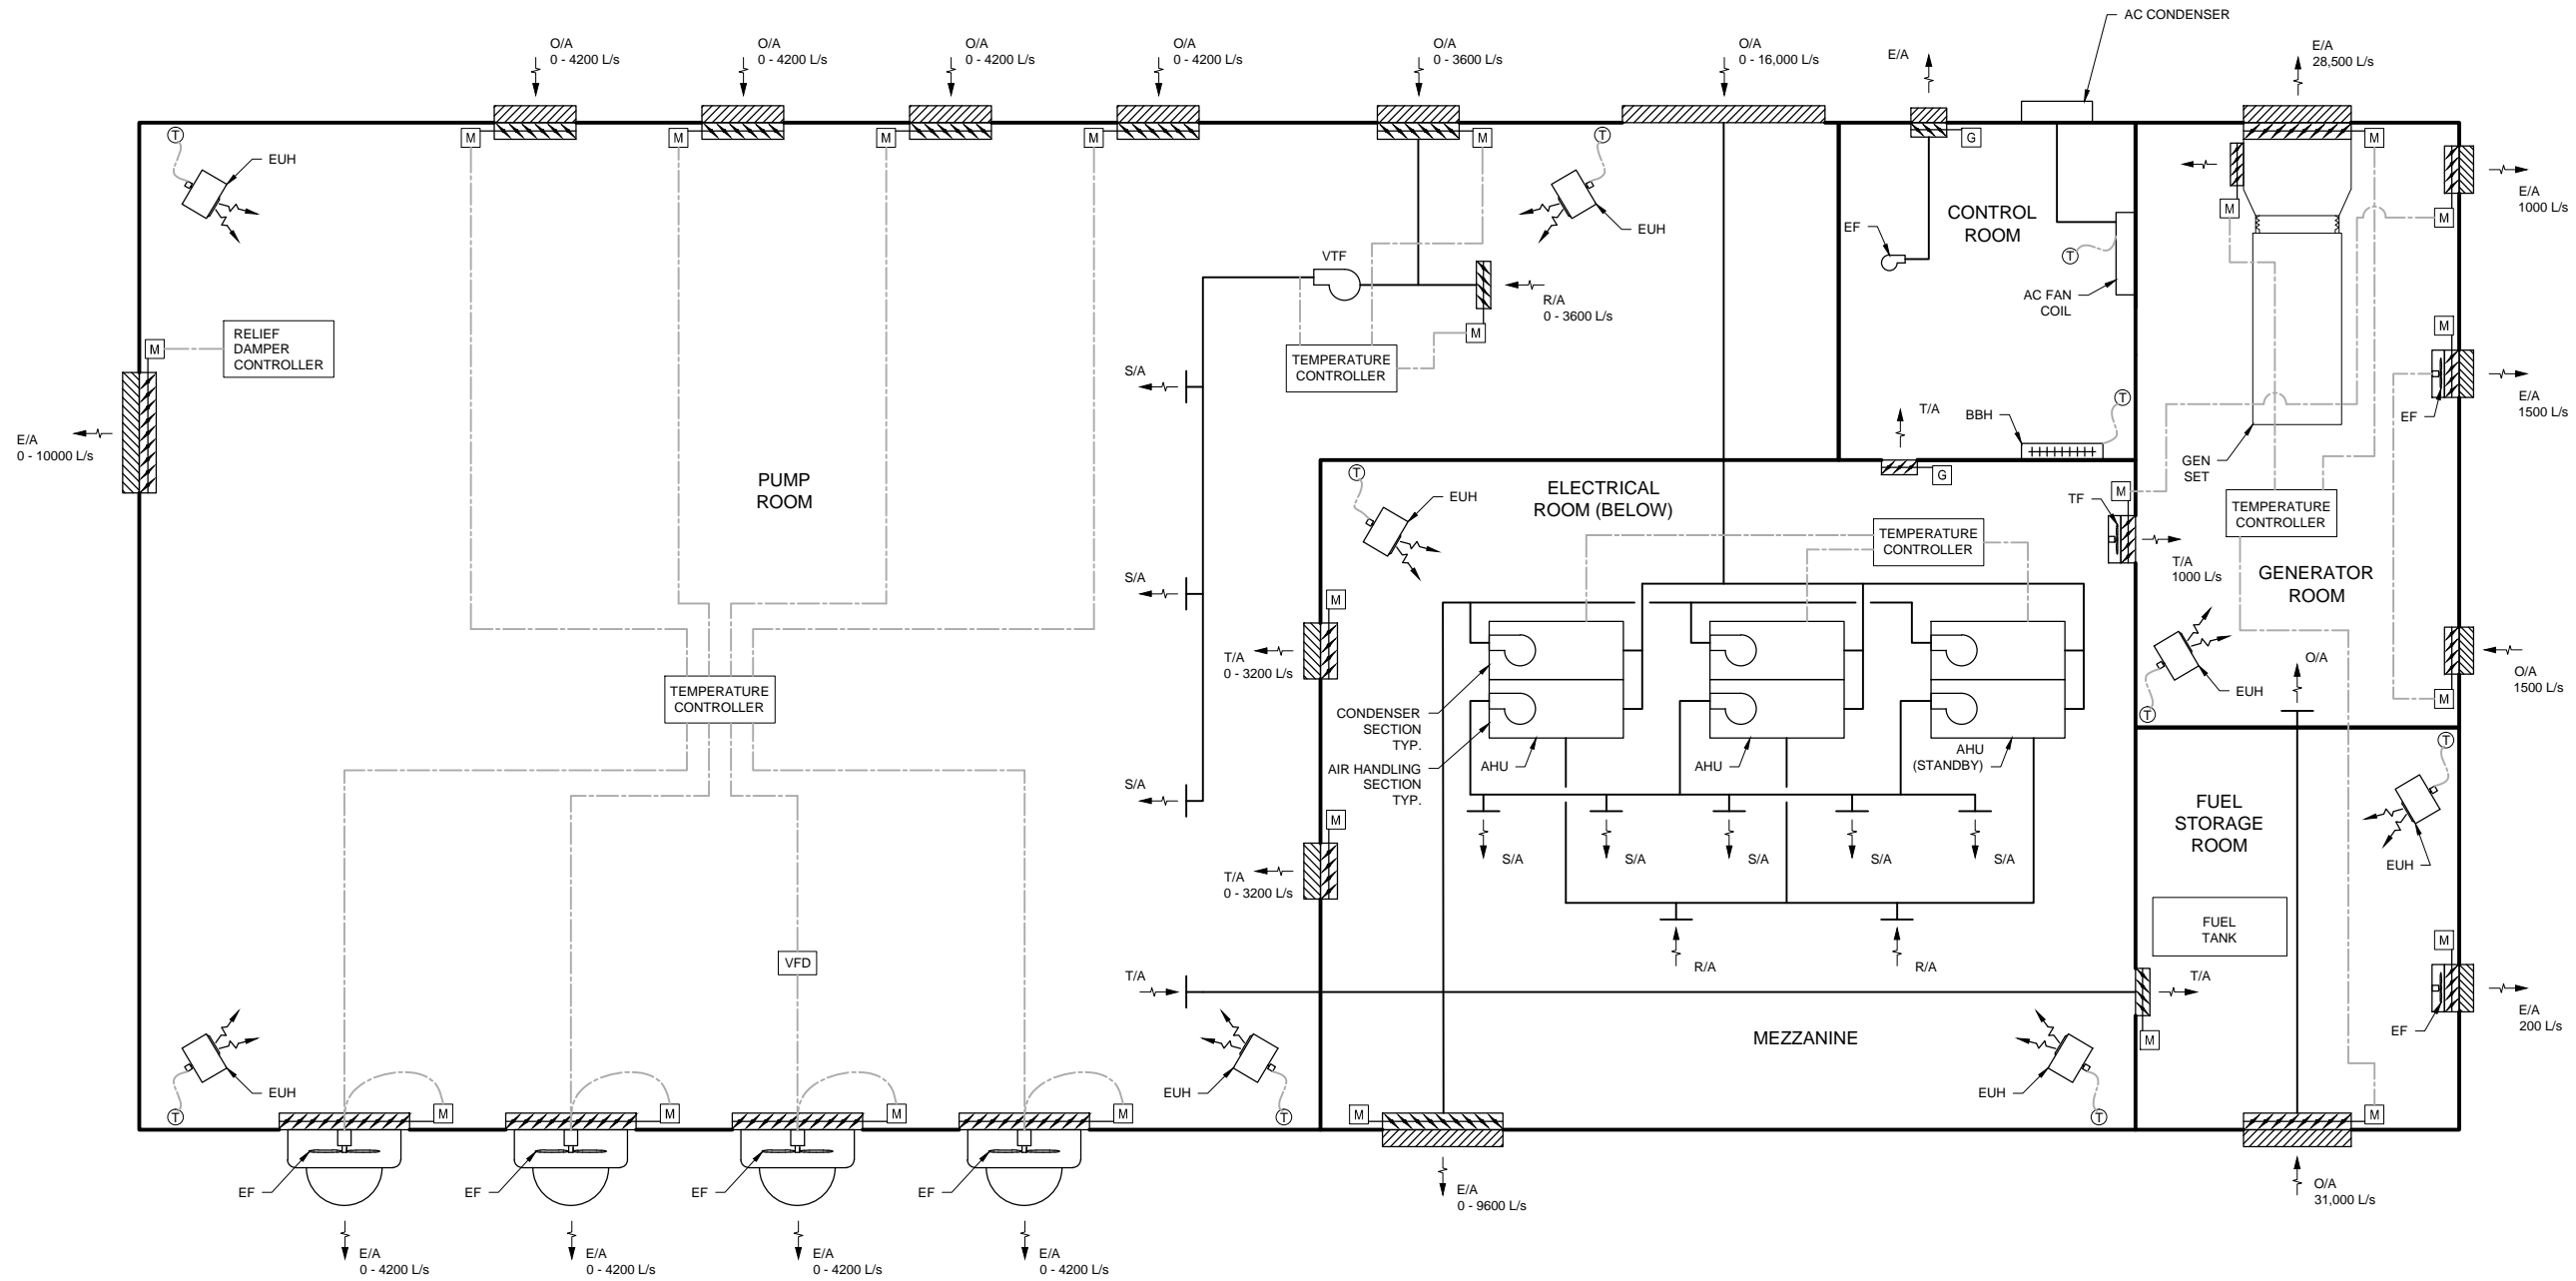 AC CONDENSER
O/A
0 - 4200 L/s
O/A
0 - 4200 L/s
O/A
0 - 4200 L/s
O/A
0 - 4200 L/s
O/A
0 - 3600 L/s
O/A
0 - 16,000 L/s
E/A
E/A
28,500 L/s
T
M
M
M
M
M
T
G
M
EUH
EUH
M
E/A
1000 L/s
M
CONTROL
ROOM
EF
T
VTF
R/A
0 - 3600 L/s
AC FAN
COIL
RELIEF
DAMPER
CONTROLLER
M
M
M
TEMPERATURE
CONTROLLER
S/A
E/A
1500 L/s
EF
T
T/A
BBH
E/A
0 - 10000 L/s
GEN
SET
PUMP
ROOM
T
ELECTRICAL
ROOM (BELOW)
EUH
G
M
TF
TEMPERATURE
CONTROLLER
TEMPERATURE
CONTROLLER
T/A
1000 L/s
GENERATOR
ROOM
S/A
M
T/A
0 - 3200 L/s
O/A
O/A
1500 L/s
EUH
M
T
TEMPERATURE
CONTROLLER
CONDENSER
SECTION
TYP.
AIR HANDLING
SECTION
TYP.
AHU
AHU
AHU
(STANDBY)
T
S/A
M
FUEL
STORAGE
ROOM
EUH
S/A
S/A
S/A
S/A
S/A
T/A
0 - 3200 L/s
FUEL
TANK
M
VFD
R/A
R/A
T/A
T/A
E/A
200 L/s
EF
MEZZANINE
M
EUH
EUH
EUH
T
M
M
M
M
T
M
T
M
EF
EF
EF
EF
E/A
0 - 9600 L/s
O/A
31,000 L/s
E/A
0 - 4200 L/s
E/A
0 - 4200 L/s
E/A
0 - 4200 L/s
E/A
0 - 4200 L/s